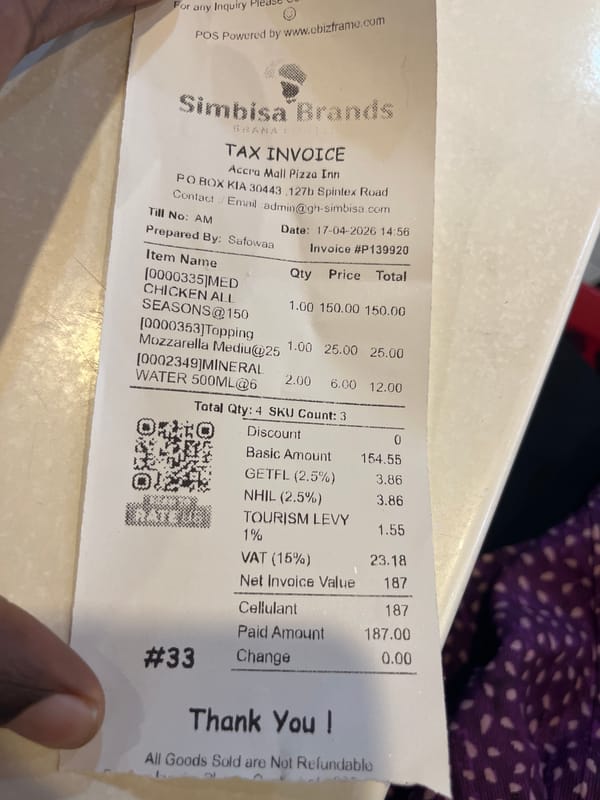 For any Inquiry Please
POS Powered by www.ebizframe.com
Simbisa Brands
TAX INVOICE
Accra Mall Pizza Inn
P O BOX KIA 30443 ,127b Spintex Road
Contact : Email :admin@gh-simbisa.com
Till No: AM
Date: 17-04-2026 14:56
Prepared By: Safowaa Invoice #P139920
Item Name Qty Price Total
[0000335]MED
CHICKEN ALL
SEASONS@150 1.00 150.00 150.00
[0000353]Topping
Mozzarella Mediu@25 1.00 25.00 25.00
[0002349]MINERAL
WATER 500ML@6 2.00 6.00 12.00
Total Qty: 4 SKU Count: 3
Discount 0
Basic Amount 154.55
GETFL (2.5%) 3.86
NHIL (2.5%) 3.86
TOURISM LEVY
1% 1.55
VAT (15%) 23.18
Net Invoice Value 187
Cellulant 187
Paid Amount 187.00
Change 0.00
RATE US
#33
Thank You !
All Goods Sold are Not Refundable